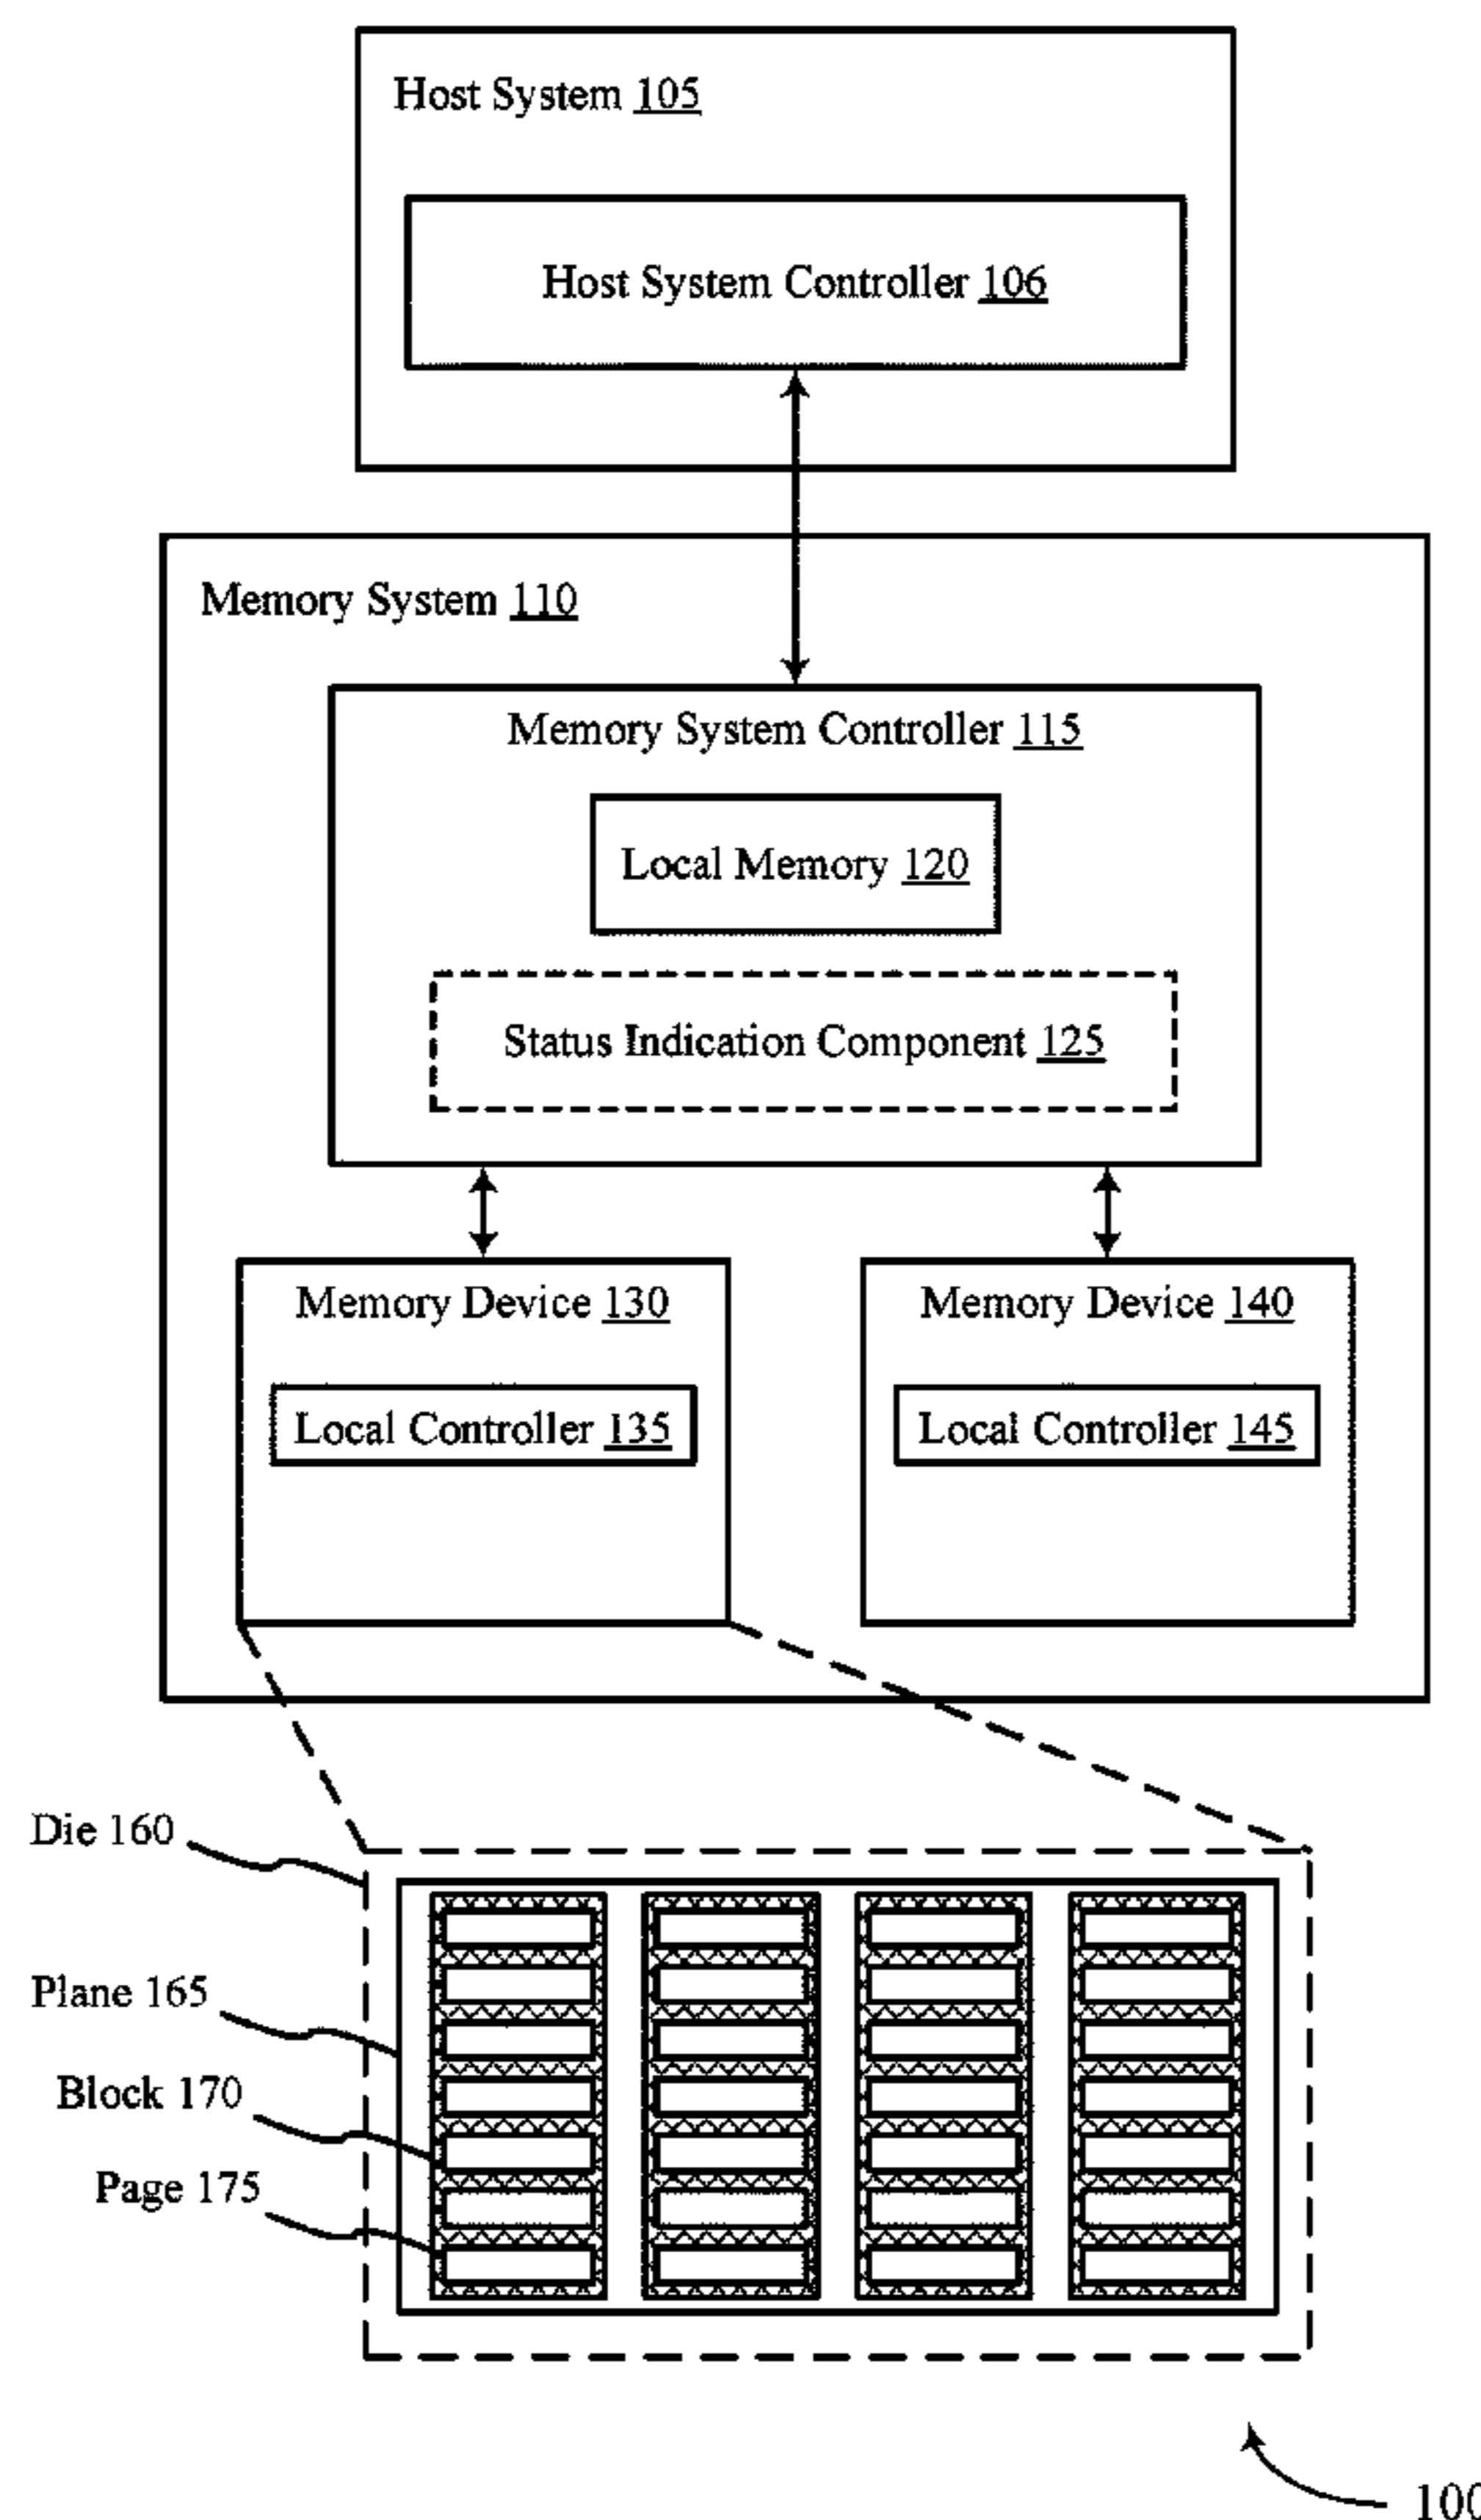 Host System 105
Host System Controller 106
Memory System 110
Memory System Controller 115
Local Memory 120
Status Indication Component 125
Memory Device 130
Memory Device 140
Local Controller 135
Local Controller 145
Die 160
Plane 165
Block 170
Page 175
100